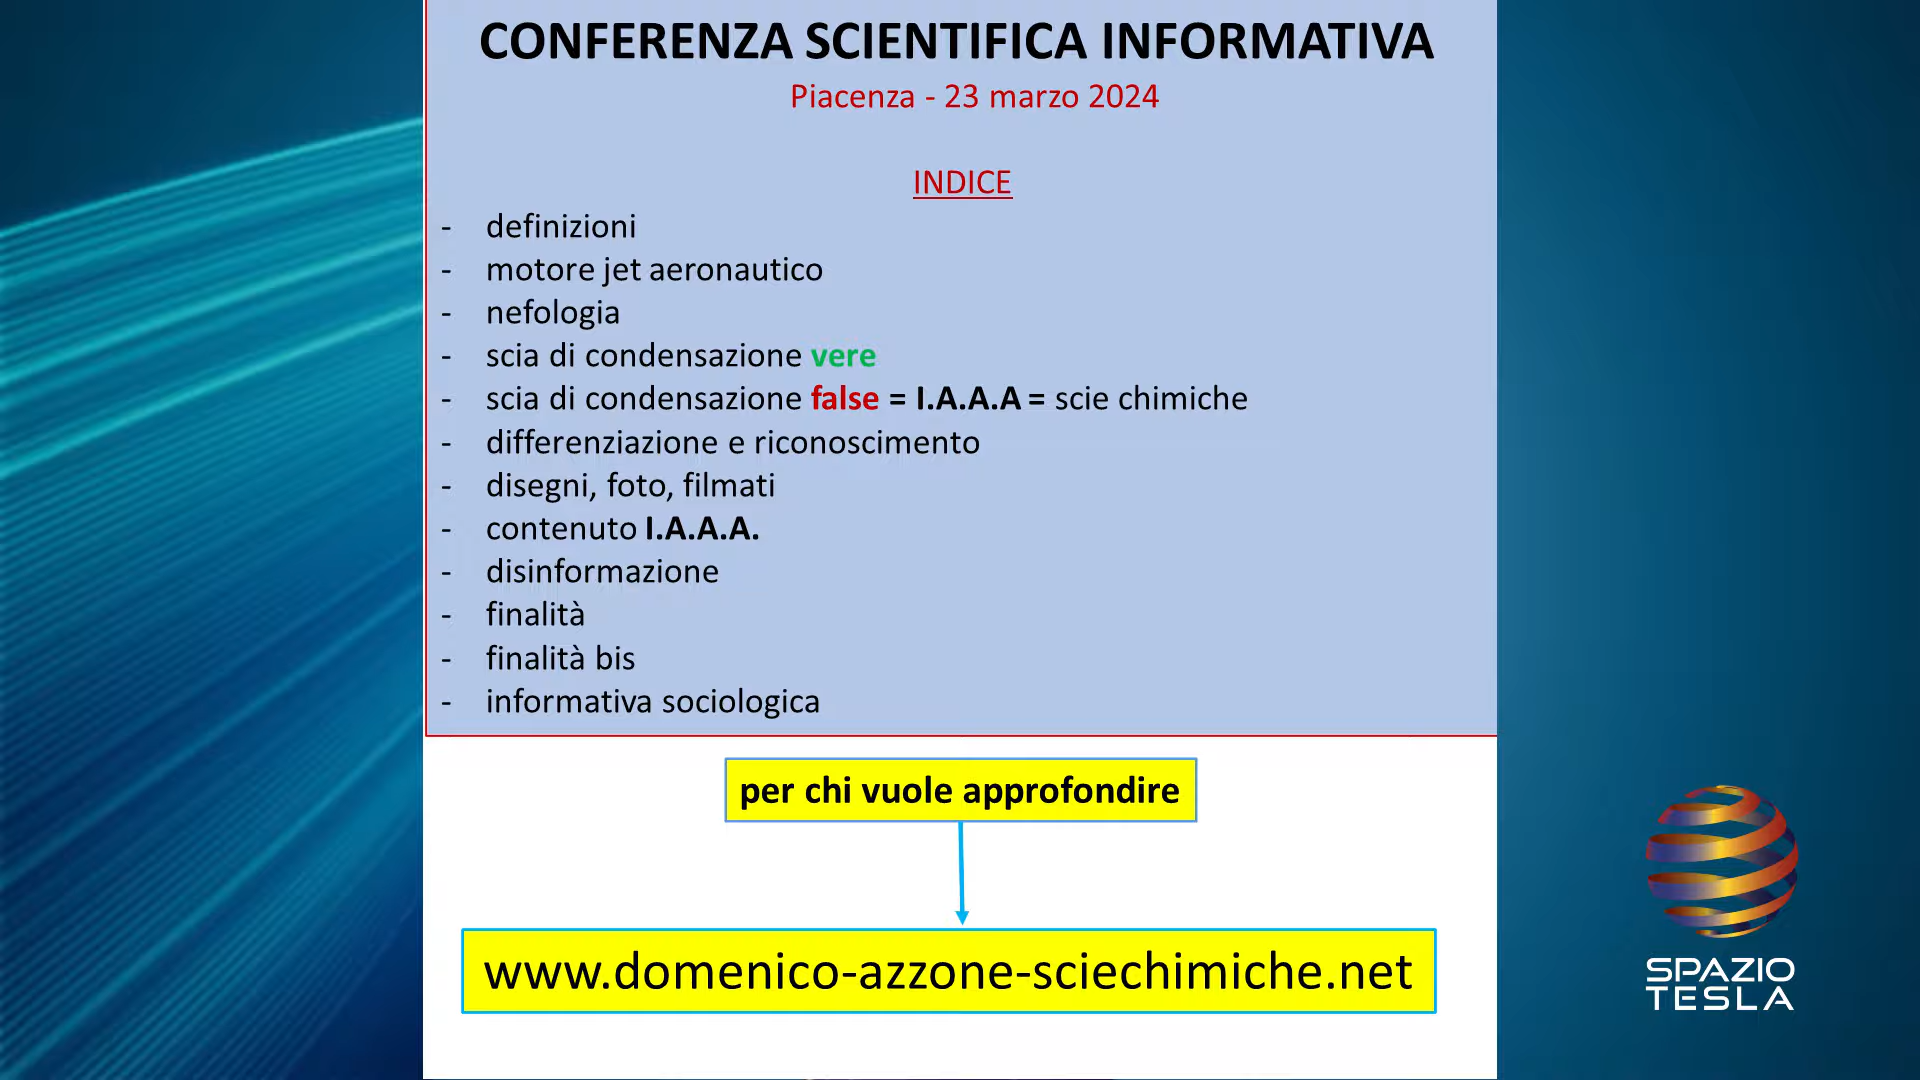 CONFERENZA SCIENTIFICA INFORMATIVA
Piacenza - 23 marzo 2024
INDICE
- definizioni
- motore jet aeronautico
- nefologia
- scia di condensazione vere
- scia di condensazione false = I.A.A.A = scie chimiche
- differenziazione e riconoscimento
- disegni, foto, filmati
- contenuto I.A.A.A.
- disinformazione
- finalità
- finalità bis
- informativa sociologica
per chi vuole approfondire
www.domenico-azzone-sciechimiche.net
SPAZIO
TESLA